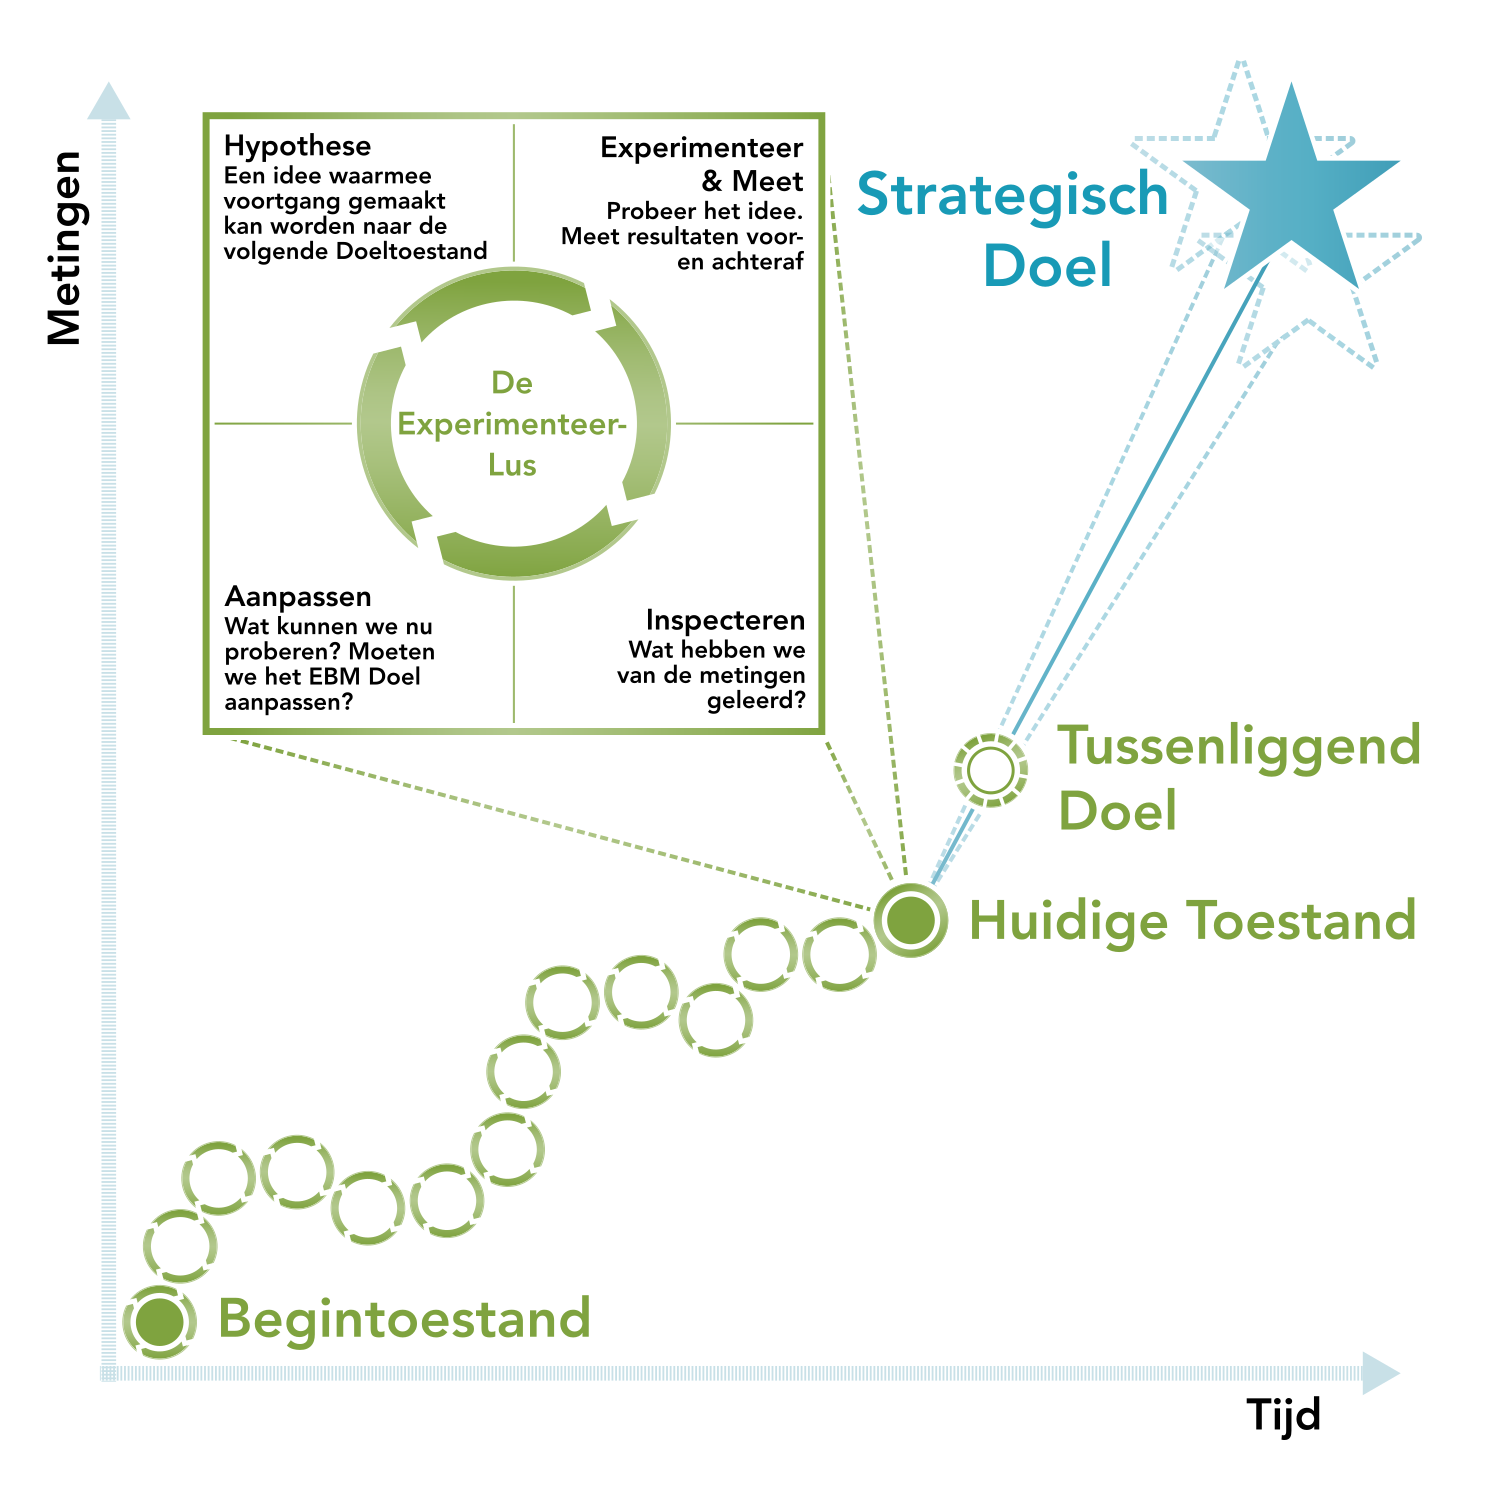 Metingen
Hypothese
Een idee waarmee
voortgang gemaakt
kan worden naar de
volgende Doeltoestand
Experimenteer
& Meet
Probeer het idee.
Meet resultaten voor-
en achteraf
De
Experimenteer-
Lus
Aanpassen
Wat kunnen we nu
proberen? Moeten
we het EBM Doel
aanpassen?
Inspecteren
Wat hebben we
van de metingen
geleerd?
Strategisch
Doel
Tussenliggend
Doel
Huidige Toestand
Begintoestand
Tijd